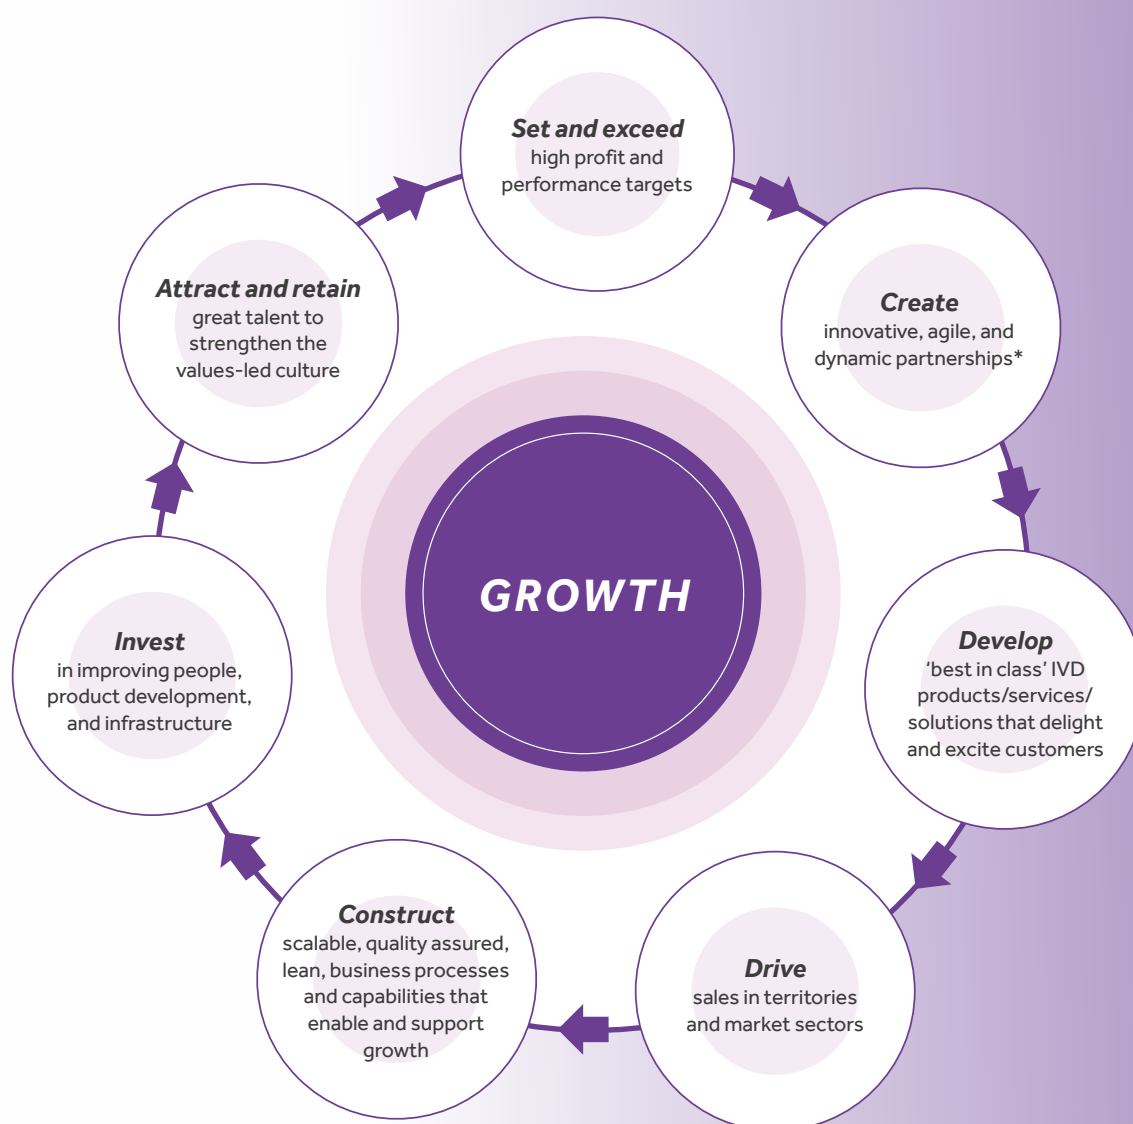 Set and exceed
high profit and
performance targets
Create
innovative, agile, and
dynamic partnerships*
Develop
‘best in class’ IVD
products/services/
solutions that delight
and excite customers
Drive
sales in territories
and market sectors
Construct
scalable, quality assured,
lean, business processes
and capabilities that
enable and support
growth
Invest
in improving people,
product development,
and infrastructure
Attract and retain
great talent to
strengthen the
values-led culture
GROWTH